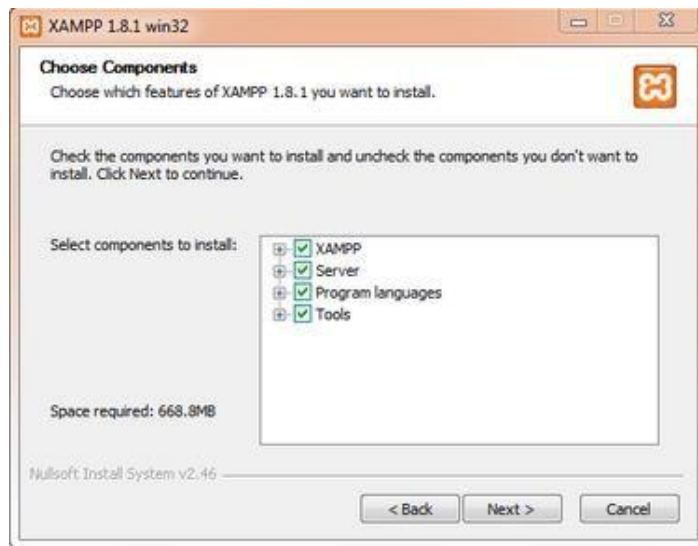 XAMPP 1.8.1 win32
Choose Components
Choose which features of XAMPP 1.8.1 you want to install.
Check the components you want to install and uncheck the components you don't want to
install. Click Next to continue.
Select components to install:
XAMPP
Server
Program languages
Tools
Space required: 668.8MB
Nullsoft Install System v2.46
< Back
Next >
Cancel